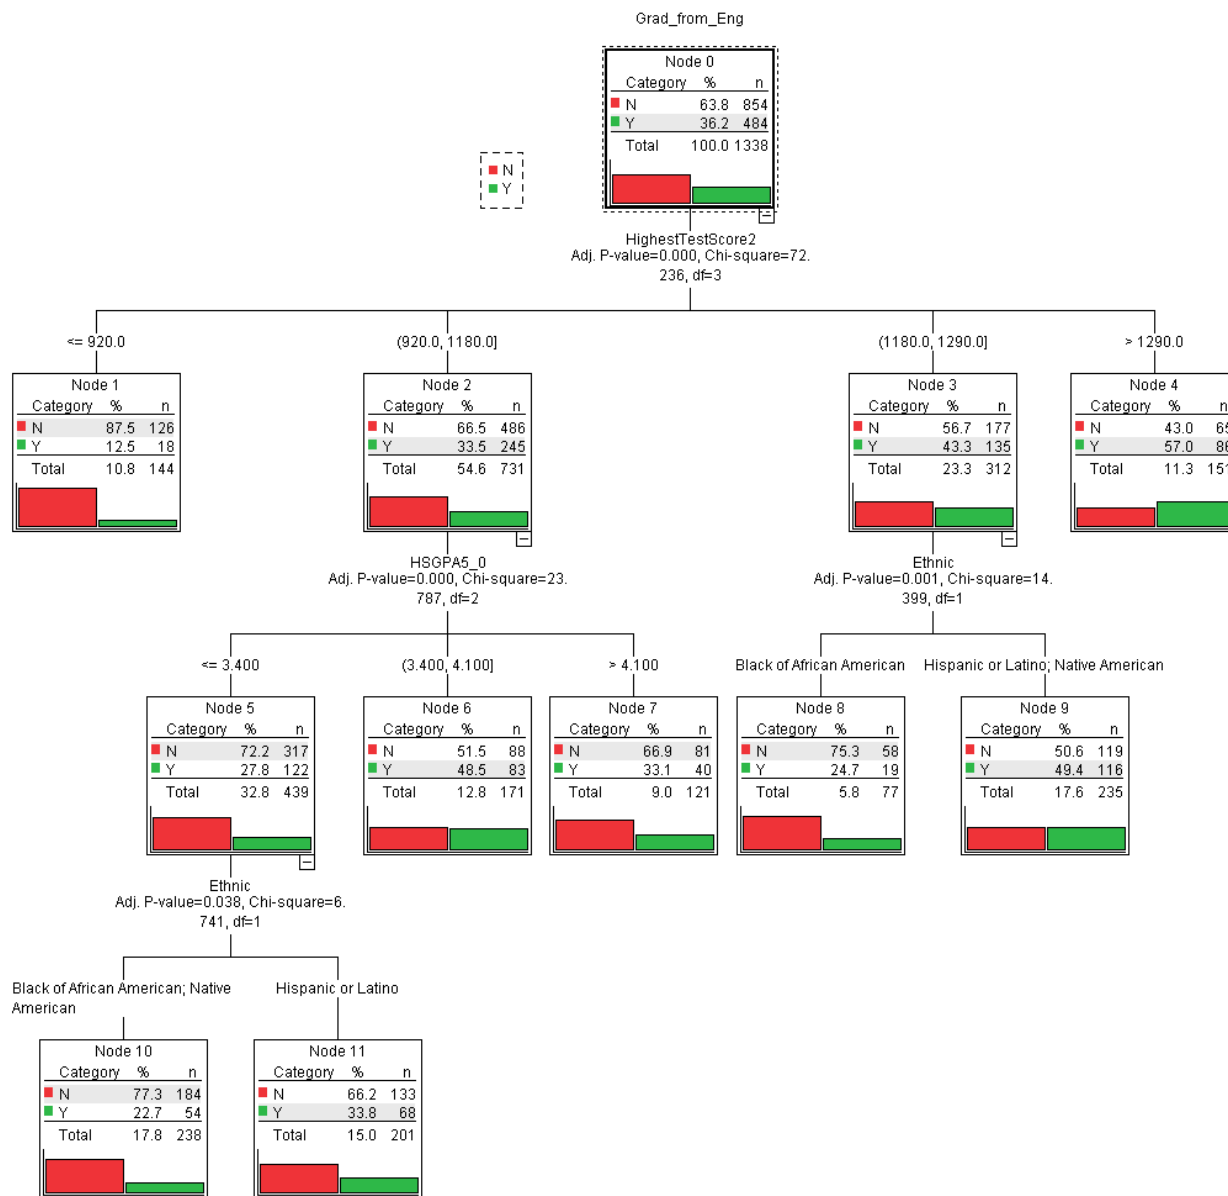 Grad_from_Eng
Node 0
Category % n
N 63.8 854
Y 36.2 484
Total 100.0 1338
N
Y
HighestTestScore2
Adj. P-value=0.000, Chi-square=72.
236, df=3
<= 920.0
(920.0, 1180.0]
(1180.0, 1290.0]
> 1290.0
Node 1
Category % n
N 87.5 126
Y 12.5 18
Total 10.8 144
Node 2
Category % n
N 66.5 486
Y 33.5 245
Total 54.6 731
Node 3
Category % n
N 56.7 177
Y 43.3 135
Total 23.3 312
Node 4
Category % n
N 43.0 65
Y 57.0 86
Total 11.3 151
HSGPA5_0
Adj. P-value=0.000, Chi-square=23.
787, df=2
Ethnic
Adj. P-value=0.001, Chi-square=14.
399, df=1
<= 3.400
(3.400, 4.100]
> 4.100
Black of African American
Hispanic or Latino; Native American
Node 5
Category % n
N 72.2 317
Y 27.8 122
Total 32.8 439
Node 6
Category % n
N 51.5 88
Y 48.5 83
Total 12.8 171
Node 7
Category % n
N 66.9 81
Y 33.1 40
Total 9.0 121
Node 8
Category % n
N 75.3 58
Y 24.7 19
Total 5.8 77
Node 9
Category % n
N 50.6 119
Y 49.4 116
Total 17.6 235
Ethnic
Adj. P-value=0.038, Chi-square=6.
741, df=1
Black of African American; Native
American
Hispanic or Latino
Node 10
Category % n
N 77.3 184
Y 22.7 54
Total 17.8 238
Node 11
Category % n
N 66.2 133
Y 33.8 68
Total 15.0 201